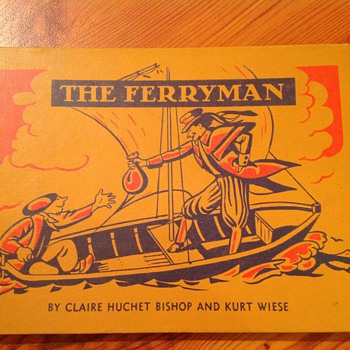 THE FERRYMAN
BY CLAIRE HUCHET BISHOP AND KURT WIESE